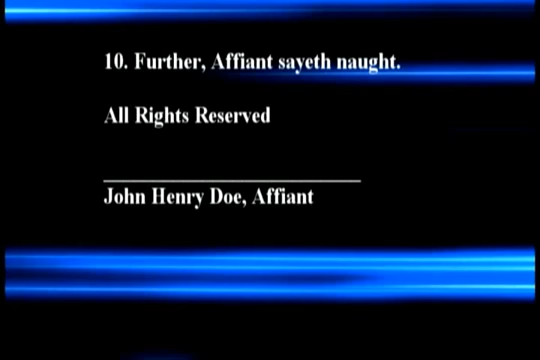 10. Further, Affiant sayeth naught.
All Rights Reserved
John Henry Doe, Affiant